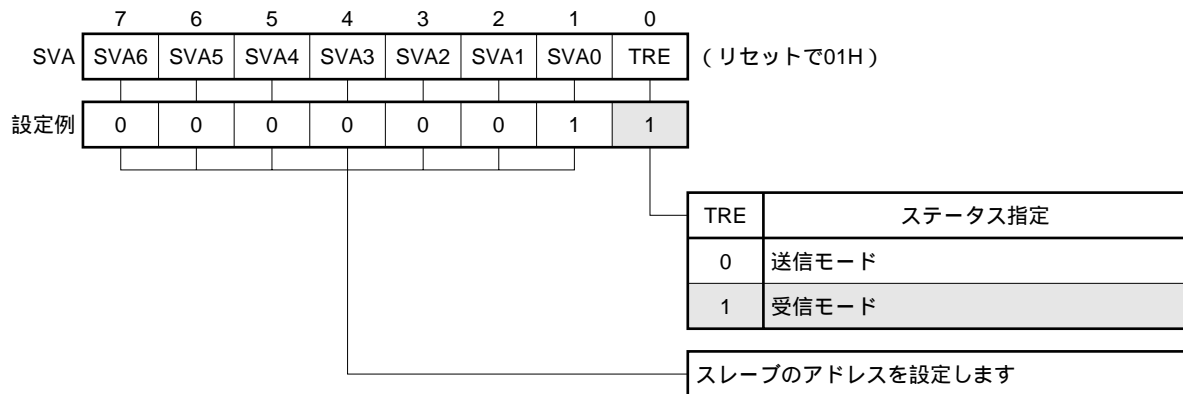 7 6 5 4 3 2 1 0
SVA SVA6 SVA5 SVA4 SVA3 SVA2 SVA1 SVA0 TRE （リセットで01H）
設定例 0 0 0 0 0 0 1 1
TRE ステータス指定
0 送信モード
1 受信モード
スレーブのアドレスを設定します